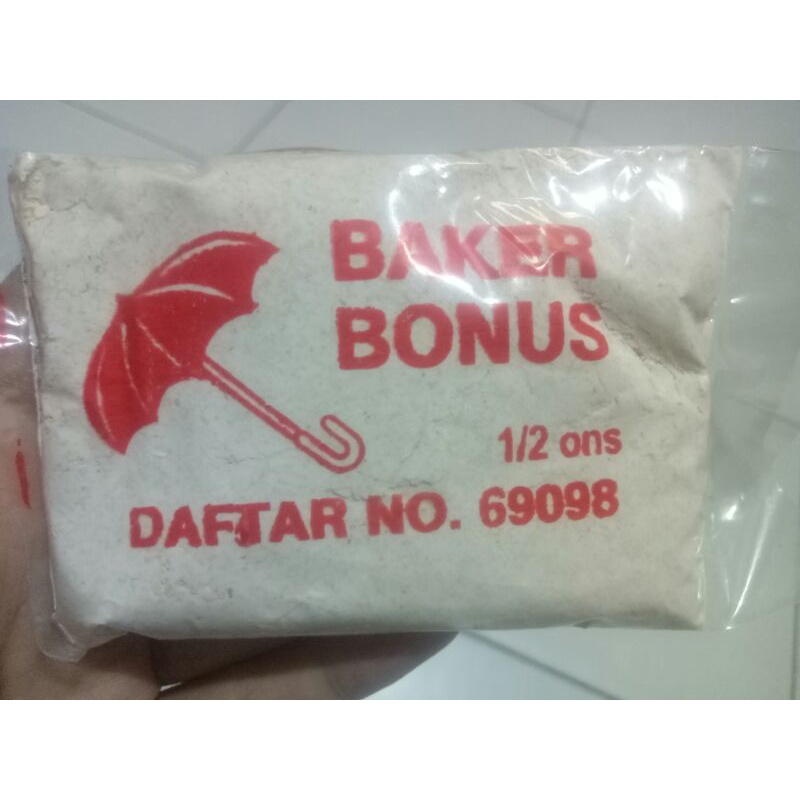 BAKER
BONUS
1/2 ons
DAFTAR NO. 69098